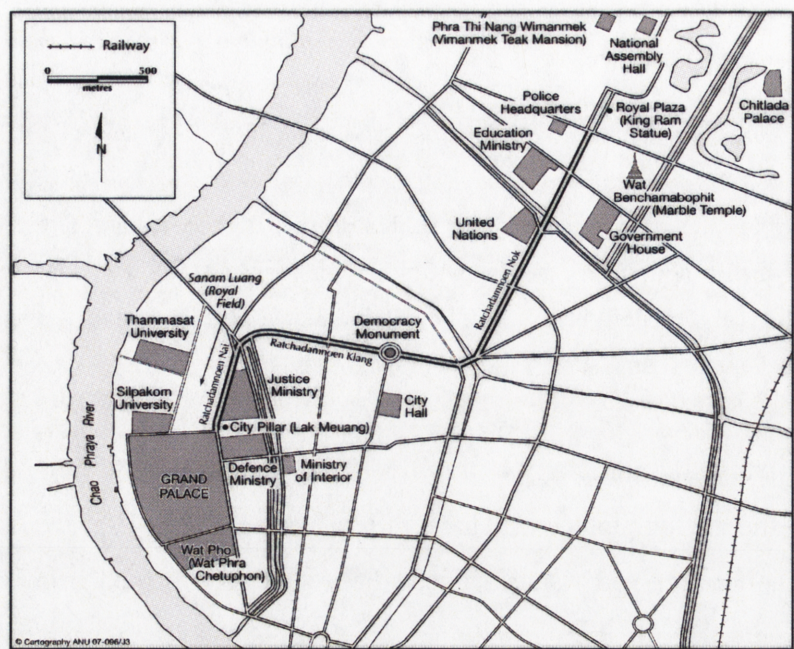 Railway
0 500
metres
N
Phra Thi Nang Wimanmek
(Vimanmek Teak Mansion)
National
Assembly
Hall
Police
Headquarters
Royal Plaza
(King Ram
Statue)
Chitlada
Palace
Education
Ministry
Wat
Benchamabophit
(Marble Temple)
United
Nations
Government
House
Ratchadamnoen Nok
Sanam Luang
(Royal
Field)
Thammasat
University
Democracy
Monument
Ratchadamnoen Klang
Ratchadamnoen Nai
Justice
Ministry
Silpakorn
University
City
Hall
City Pillar (Lak Meuang)
Chao Phraya River
GRAND
PALACE
Defence
Ministry
Ministry
of Interior
Wat Pho
(Wat Phra
Chetuphon)
© Cartography ANU 07-096/J3